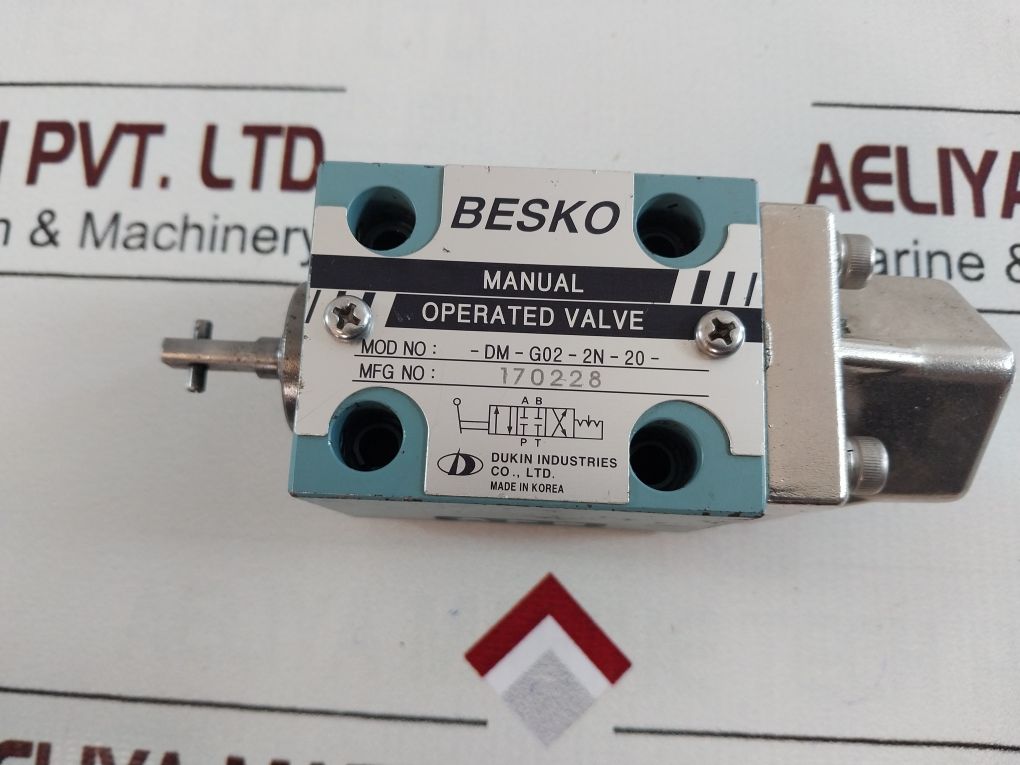 I PVT. LTD
AELIYA
n & Machinery
arine &
BESKO
MANUAL
OPERATED VALVE
MOD NO : - DM - G02 - 2N - 20 -
MFG NO : 170228
A B
P T
DUKIN INDUSTRIES
CO., LTD.
MADE IN KOREA